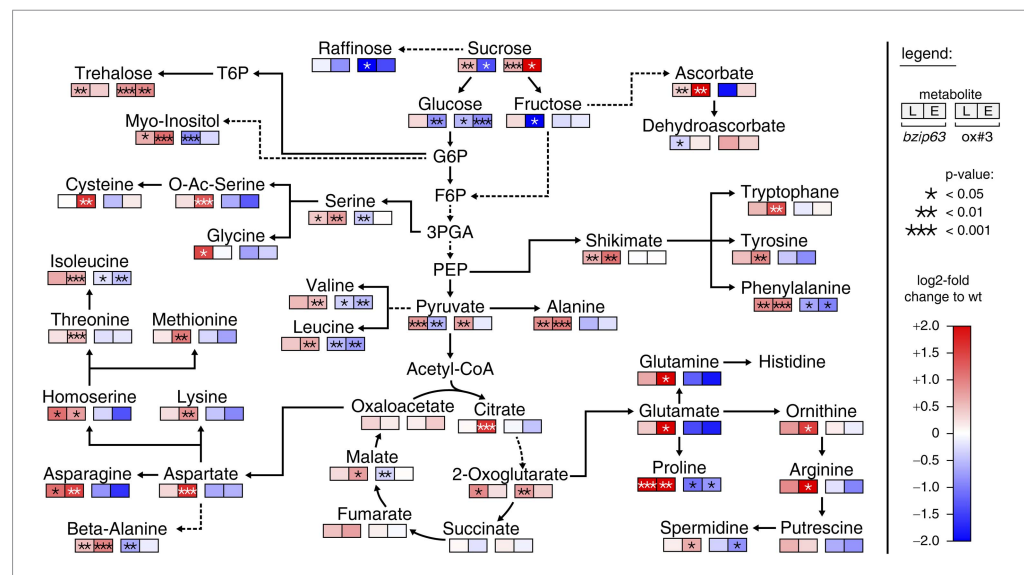 Raffinose
Sucrose
legend:
* *
** * *** *
Trehalose
T6P
Ascorbate
** *** **
** **
metabolite
L E L E
bzip63 ox#3
Glucose
Fructose
** * ***
*
Myo-Inositol
* *** ***
Dehydroascorbate
*
G6P
p-value:
* < 0.05
** < 0.01
*** < 0.001
Cysteine
O-Ac-Serine
**
***
Serine
* ** **
F6P
Tryptophane
**
3PGA
Glycine
*
Shikimate
** **
Tyrosine
**
Isoleucine
*** * **
PEP
log2-fold
change to wt
Valine
** * **
Pyruvate
*** ** **
Alanine
** ***
Phenylalanine
** *** * *
Threonine
***
Methionine
**
Leucine
** ** **
+2.0
+1.5
+1.0
+0.5
0
−0.5
−1.0
−1.5
−2.0
Acetyl-CoA
Glutamine
*
Histidine
Homoserine
* *
Lysine
**
Oxaloacetate
Citrate
***
Glutamate
*
Ornithine
*
Malate
* **
Asparagine
* **
Aspartate
***
2-Oxoglutarate
* **
Proline
*** ** * *
Arginine
*
Fumarate
Succinate
Beta-Alanine
** *** **
Spermidine
* *
Putrescine